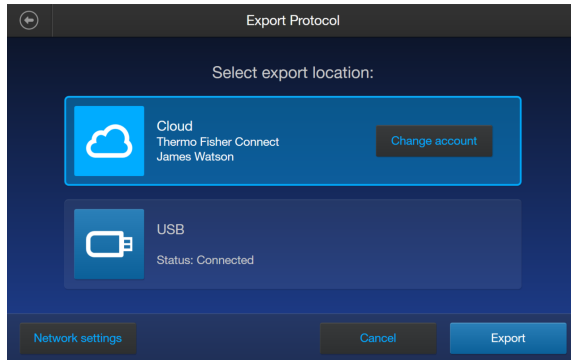 Export Protocol
Select export location:
Cloud
Thermo Fisher Connect
James Watson
Change account
USB
Status: Connected
Network settings
Cancel
Export